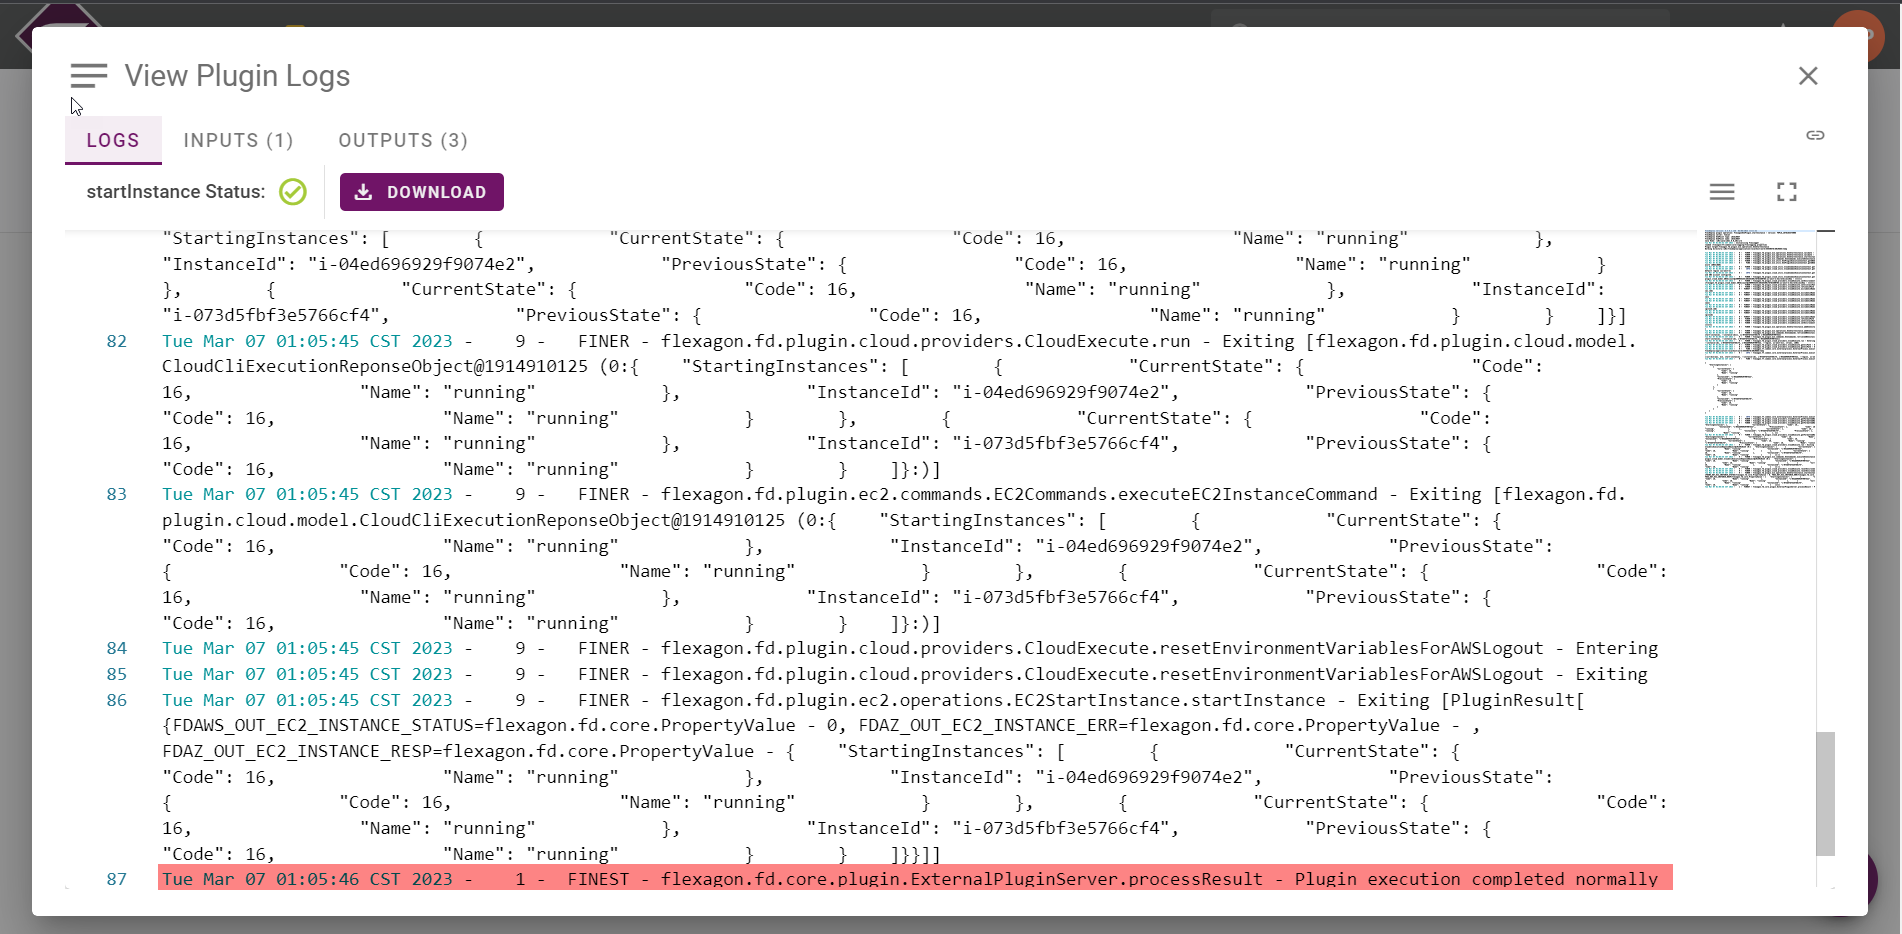 View Plugin Logs
LOGS INPUTS (1) OUTPUTS (3)
startInstance Status: DOWNLOAD
"StartingInstances": [ { "CurrentState": { "Code": 16, "Name": "running" },
"InstanceId": "i-04ed696929f9074e2", "PreviousState": { "Code": 16, "Name": "running" }
}, { "CurrentState": { "Code": 16, "Name": "running" }, "InstanceId":
"i-073d5fbf3e5766cf4", "PreviousState": { "Code": 16, "Name": "running" } } ]}]
82 Tue Mar 07 01:05:45 CST 2023 - 9 - FINER - flexagon.fd.plugin.cloud.providers.CloudExecute.run - Exiting [flexagon.fd.plugin.cloud.model.
CloudCliExecutionReponseObject@1914910125 (0:{ "StartingInstances": [ { "CurrentState": { "Code":
16, "Name": "running" }, "InstanceId": "i-04ed696929f9074e2", "PreviousState": {
"Code": 16, "Name": "running" } }, { "CurrentState": { "Code":
16, "Name": "running" }, "InstanceId": "i-073d5fbf3e5766cf4", "PreviousState": {
"Code": 16, "Name": "running" } } ]}:)]
83 Tue Mar 07 01:05:45 CST 2023 - 9 - FINER - flexagon.fd.plugin.ec2.commands.EC2Commands.executeEC2InstanceCommand - Exiting [flexagon.fd.
plugin.cloud.model.CloudCliExecutionReponseObject@1914910125 (0:{ "StartingInstances": [ { "CurrentState": {
"Code": 16, "Name": "running" }, "InstanceId": "i-04ed696929f9074e2", "PreviousState":
{ "Code": 16, "Name": "running" } }, { "CurrentState": { "Code":
16, "Name": "running" }, "InstanceId": "i-073d5fbf3e5766cf4", "PreviousState": {
"Code": 16, "Name": "running" } } ]}:)]
84 Tue Mar 07 01:05:45 CST 2023 - 9 - FINER - flexagon.fd.plugin.cloud.providers.CloudExecute.resetEnvironmentVariablesForAWSLogout - Entering
85 Tue Mar 07 01:05:45 CST 2023 - 9 - FINER - flexagon.fd.plugin.cloud.providers.CloudExecute.resetEnvironmentVariablesForAWSLogout - Exiting
86 Tue Mar 07 01:05:45 CST 2023 - 9 - FINER - flexagon.fd.plugin.ec2.operations.EC2StartInstance.startInstance - Exiting [PluginResult[
{FDAWS_OUT_EC2_INSTANCE_STATUS=flexagon.fd.core.PropertyValue - 0, FDAZ_OUT_EC2_INSTANCE_ERR=flexagon.fd.core.PropertyValue - ,
FDAZ_OUT_EC2_INSTANCE_RESP=flexagon.fd.core.PropertyValue - { "StartingInstances": [ { "CurrentState": {
"Code": 16, "Name": "running" }, "InstanceId": "i-04ed696929f9074e2", "PreviousState":
{ "Code": 16, "Name": "running" } }, { "CurrentState": { "Code":
16, "Name": "running" }, "InstanceId": "i-073d5fbf3e5766cf4", "PreviousState": {
"Code": 16, "Name": "running" } } ]}}]]
87 Tue Mar 07 01:05:46 CST 2023 - 1 - FINEST - flexagon.fd.core.plugin.ExternalPluginServer.processResult - Plugin execution completed normally